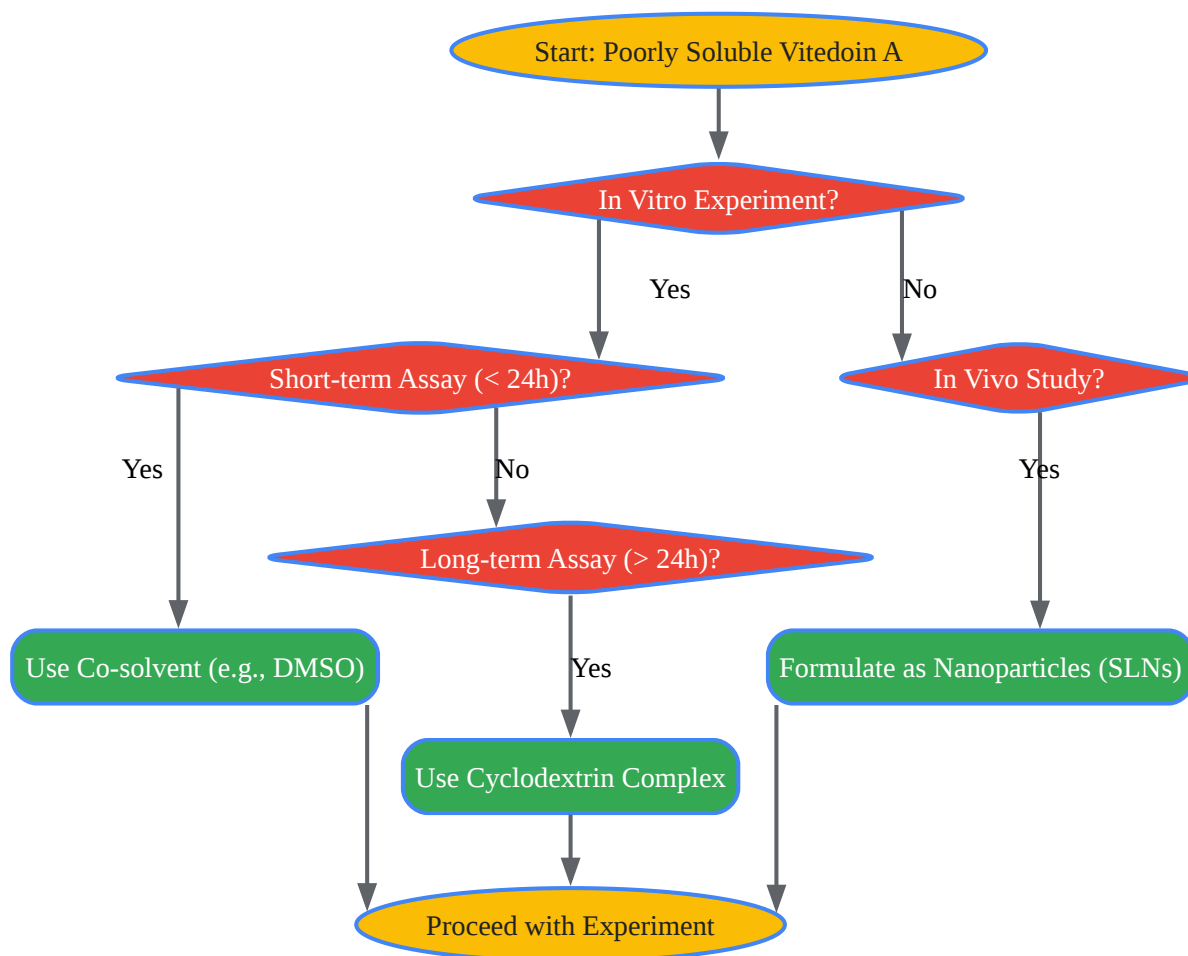 Start: Poorly Soluble Vitedoin A
In Vitro Experiment?
Yes
No
Short-term Assay (< 24h)?
In Vivo Study?
Yes
No
Yes
Long-term Assay (> 24h)?
Use Co-solvent (e.g., DMSO)
Yes
Formulate as Nanoparticles (SLNs)
Use Cyclodextrin Complex
Proceed with Experiment